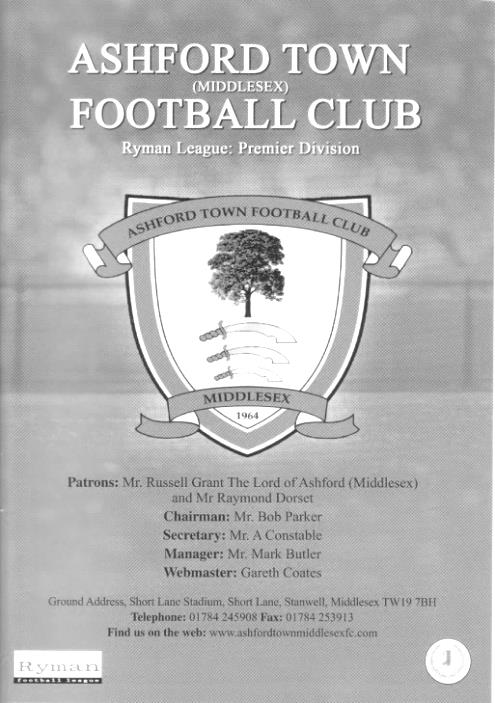 ASHFORD TOWN
(MIDDLESEX)
FOOTBALL CLUB
Ryman League: Premier Division
ASHFORD TOWN FOOTBALL CLUB
MIDDLESEX
1964
Patrons: Mr. Russell Grant The Lord of Ashford (Middlesex)
and Mr Raymond Dorset
Chairman: Mr. Bob Parker
Secretary: Mr. A Constable
Manager: Mr. Mark Butler
Webmaster: Gareth Coates
Ground Address, Short Lane Stadium, Short Lane, Stanwell, Middlesex TW19 7BH
Telephone: 01784 245908 Fax: 01784 253913
Find us on the web: www.ashfordtownmiddlesexfc.com
Ryman
football league
J